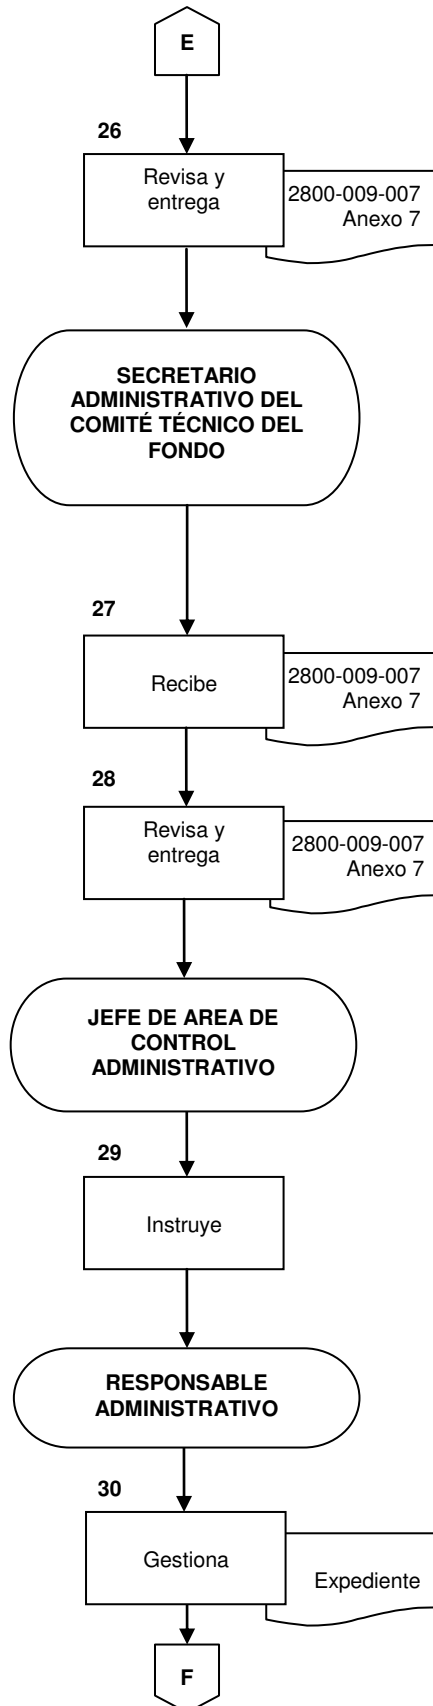 E
26
Revisa y
entrega
2800-009-007
Anexo 7
SECRETARIO
ADMINISTRATIVO DEL
COMITÉ TÉCNICO DEL
FONDO
27
Recibe
2800-009-007
Anexo 7
28
Revisa y
entrega
2800-009-007
Anexo 7
JEFE DE AREA DE
CONTROL
ADMINISTRATIVO
29
Instruye
RESPONSABLE
ADMINISTRATIVO
30
Gestiona
Expediente
F